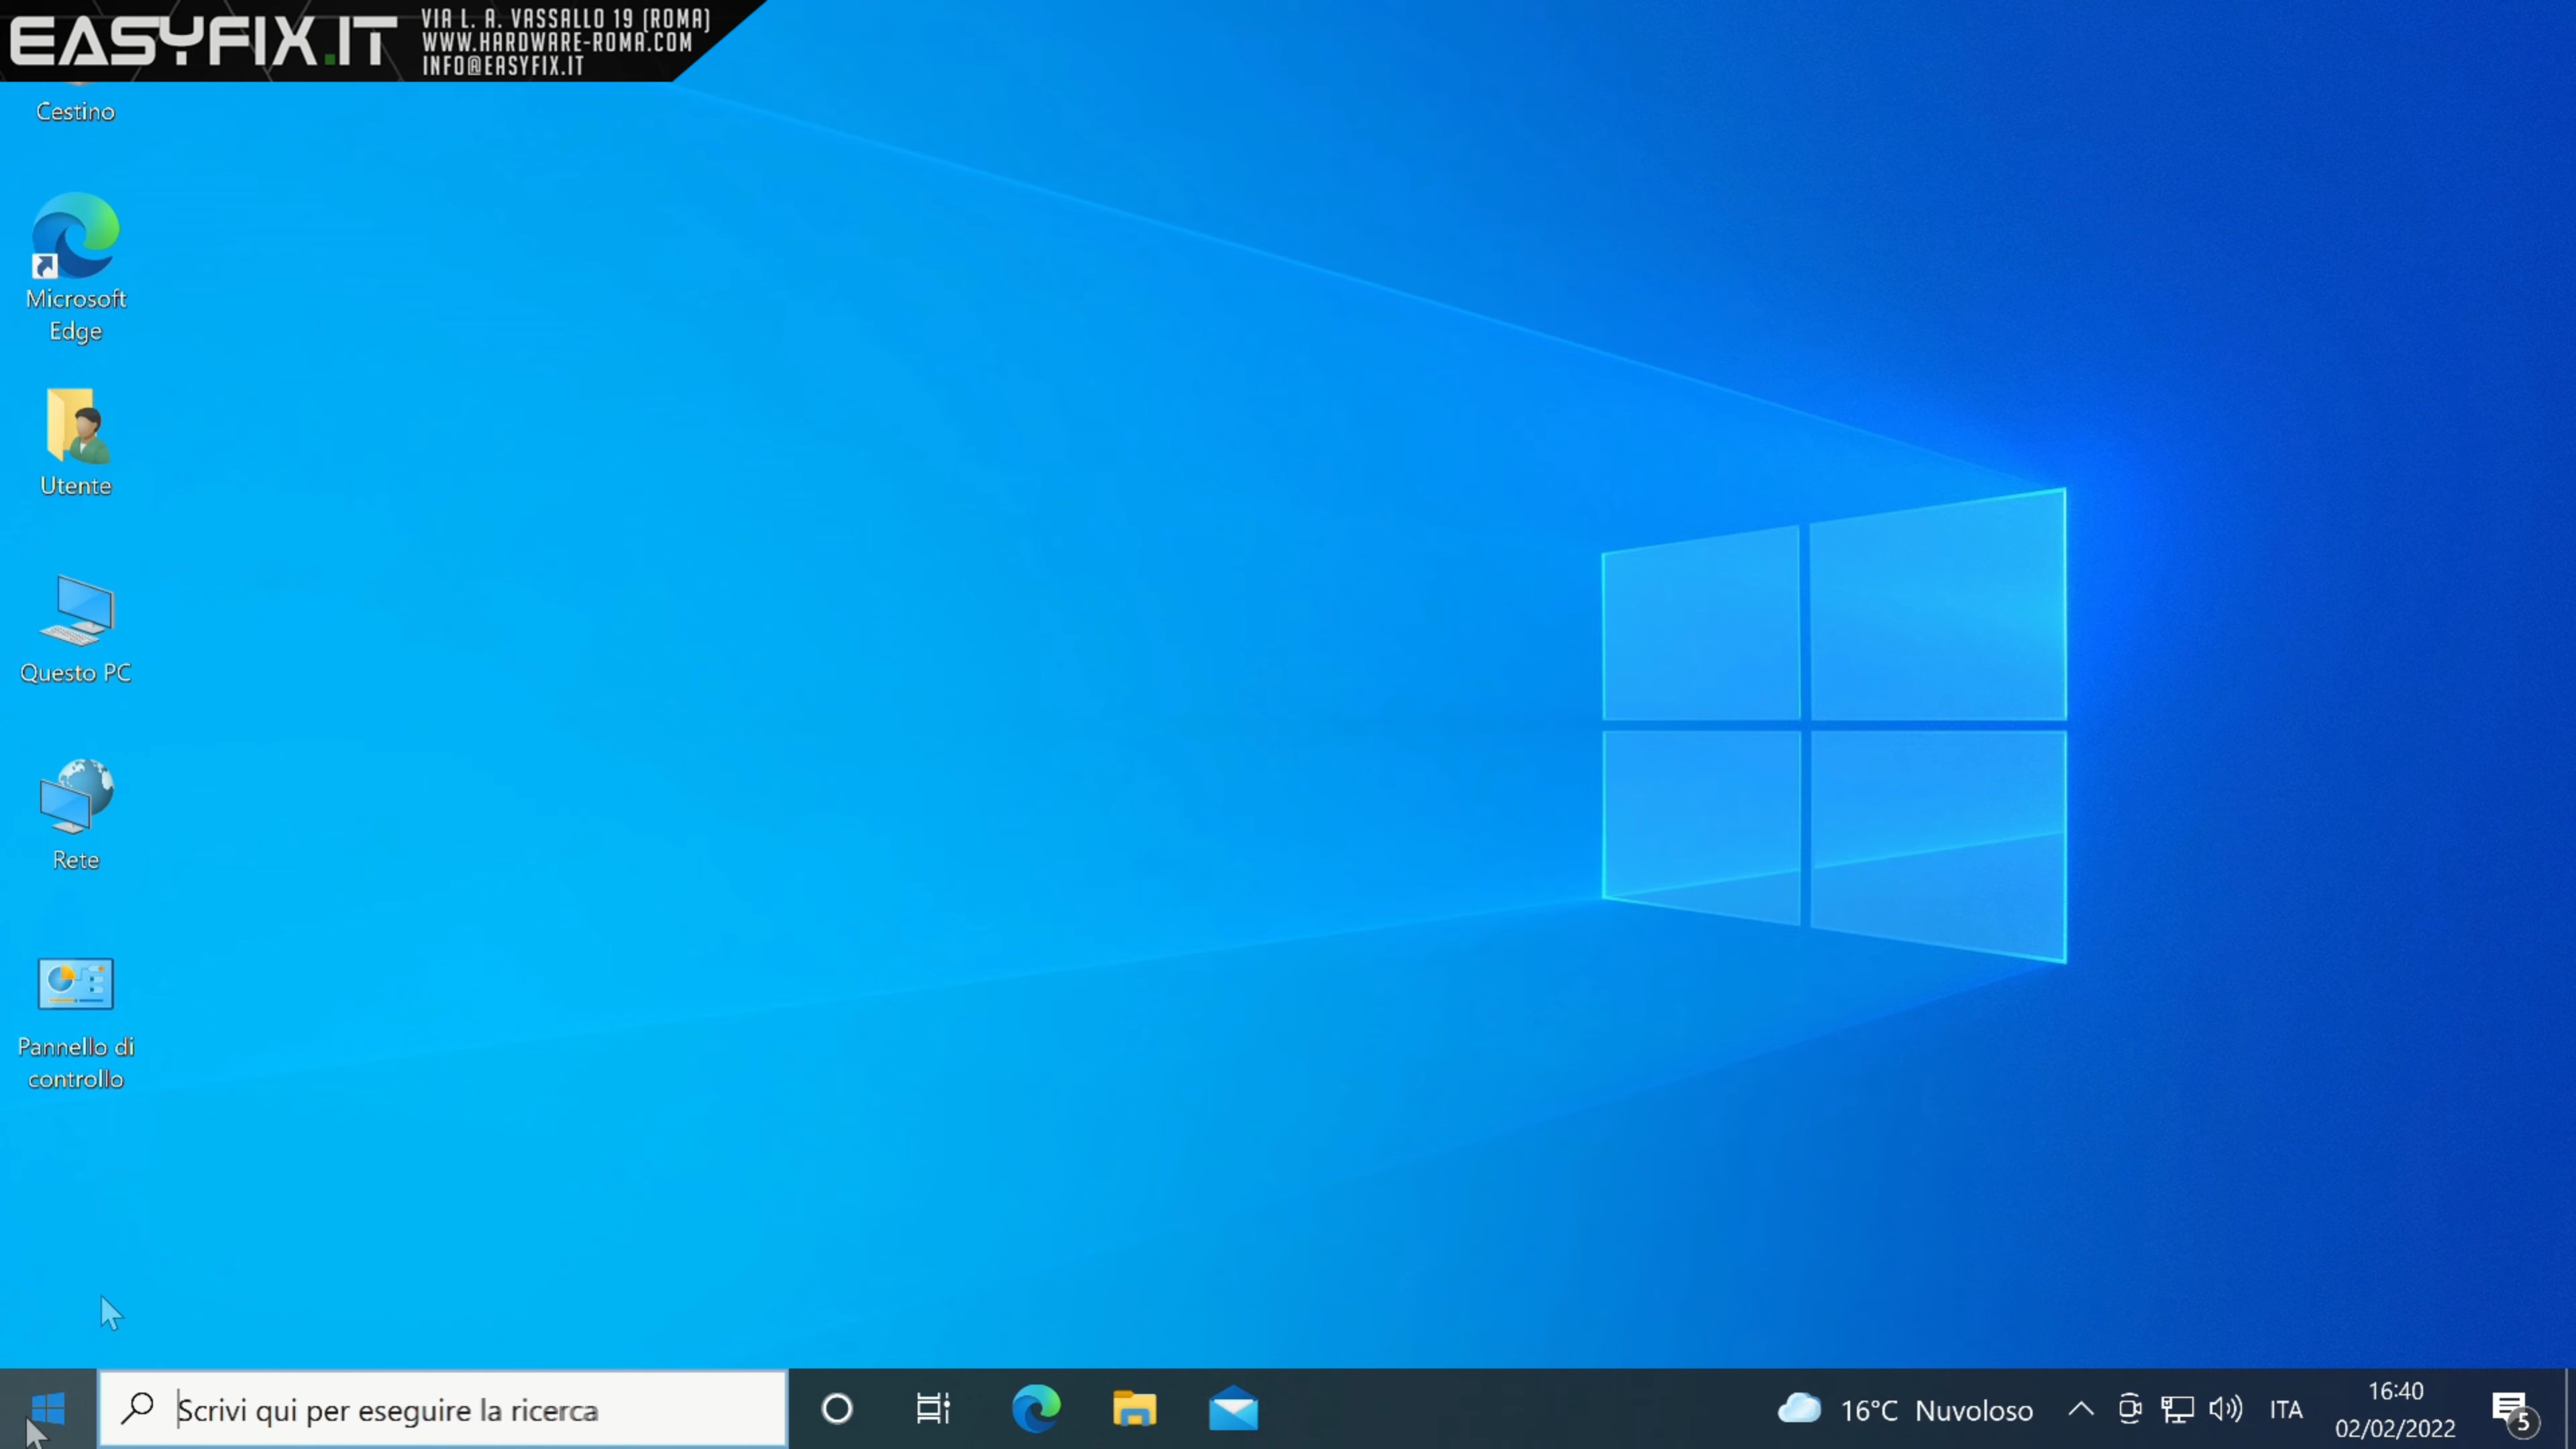 EASYFIX.IT
VIA L. A. VASSALLO 19 (ROMA)
WWW.HARDWARE-ROMA.COM
INFO@EASYFIX.IT
Cestino
Microsoft
Edge
Utente
Questo PC
Rete
Pannello di
controllo
Scrivi qui per eseguire la ricerca
16°C Nuvoloso
ITA
16:40
02/02/2022
5